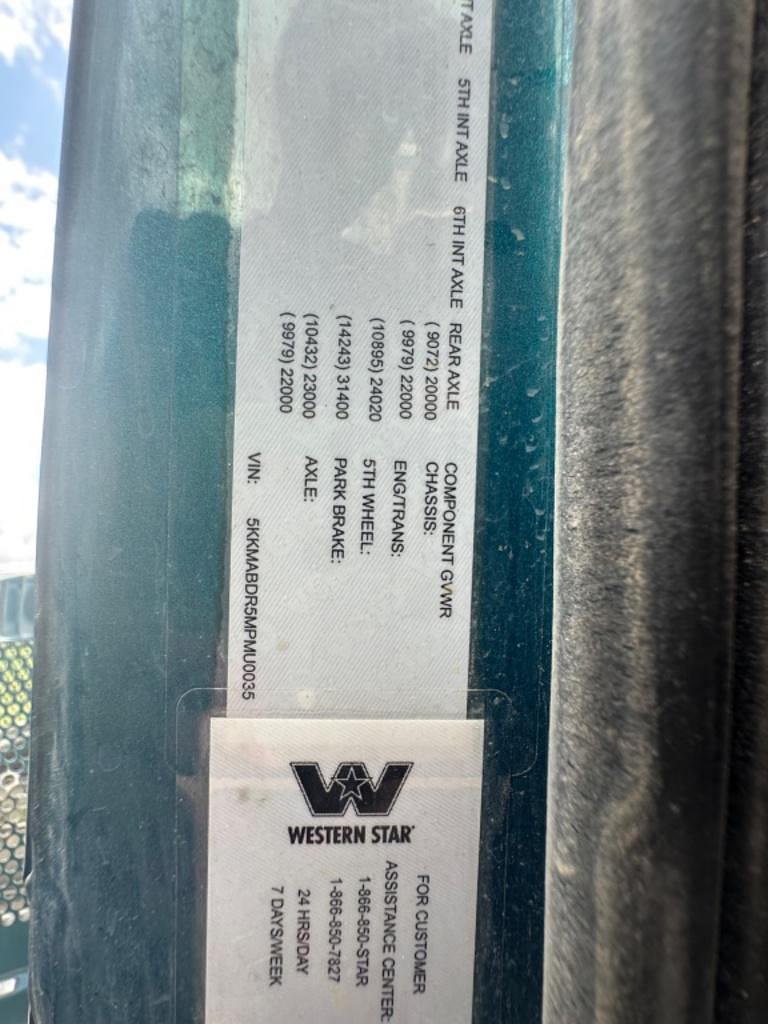 T AXLE 5TH INT AXLE 6TH INT AXLE REAR AXLE COMPONENT GVWR
( 9072) 20000 CHASSIS:
( 9979) 22000 ENG/TRANS:
(10895) 24020 5TH WHEEL:
(14243) 31400 PARK BRAKE:
(10432) 23000 AXLE:
( 9979) 22000
VIN: 5KKMABDR5MPMU0035
WESTERN STAR
FOR CUSTOMER
ASSISTANCE CENTER:
1-866-850-STAR
1-866-850-7827
24 HRS/DAY
7 DAYS/WEEK